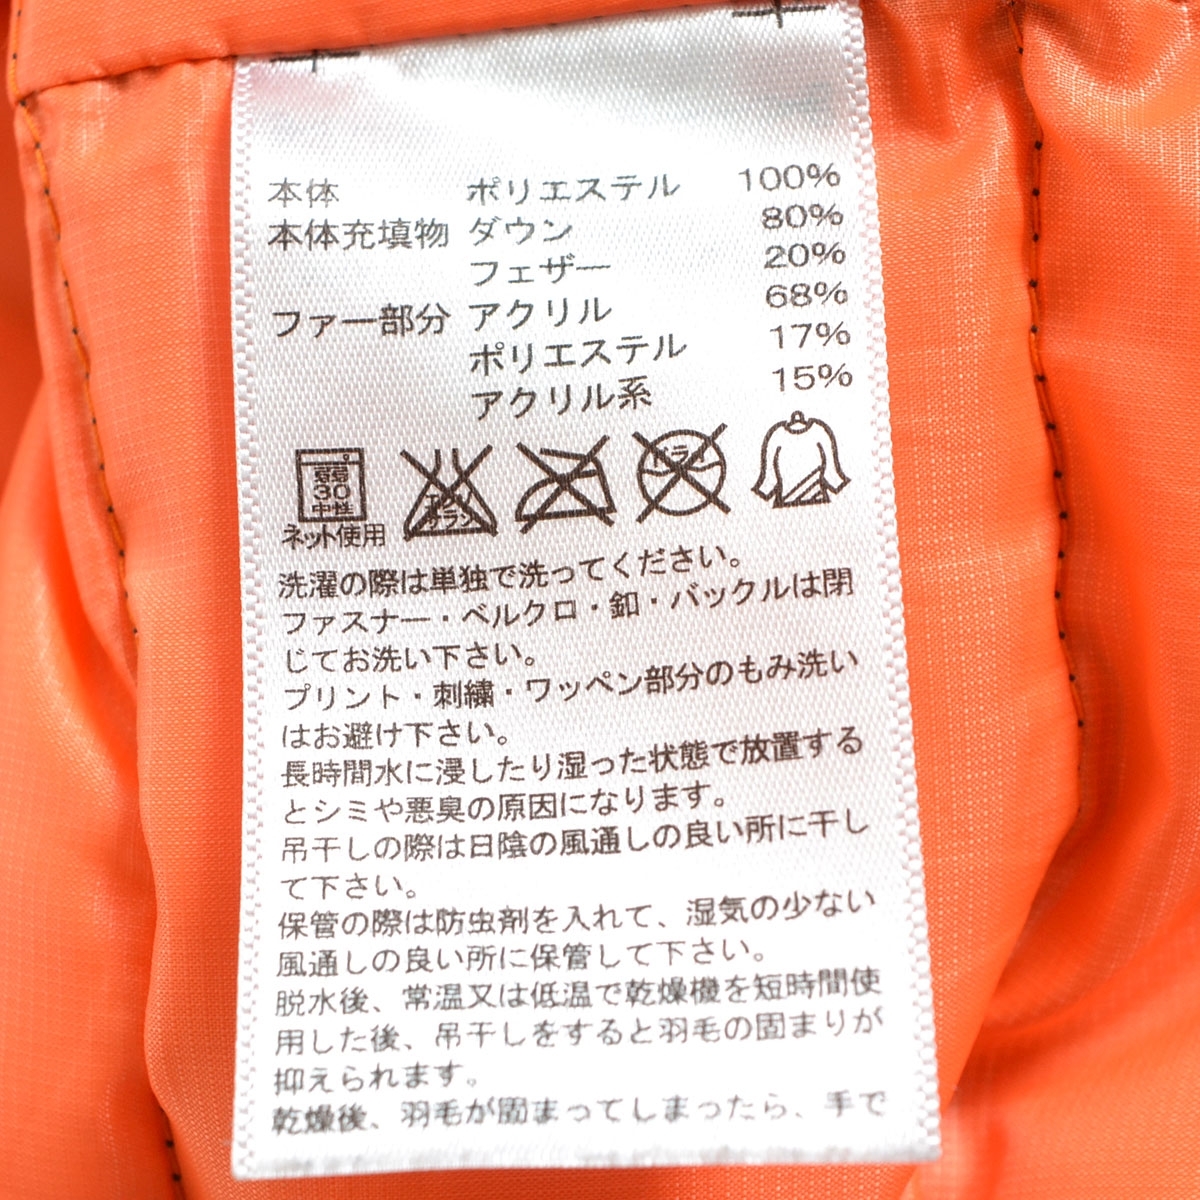 本体 ポリエステル 100%
本体充填物 ダウン 80%
フェザー 20%
ファー部分 アクリル 68%
ポリエステル 17%
アクリル系 15%
弱 30 中性
エンソ サラシ
ドライ
ネット使用
洗濯の際は単独で洗ってください。
ファスナー・ベルクロ・釦・バックルは閉
じてお洗い下さい。
プリント・刺繍・ワッペン部分のもみ洗い
はお避け下さい。
長時間水に浸したり湿った状態で放置する
とシミや悪臭の原因になります。
吊干しの際は日陰の風通しの良い所に干し
て下さい。
保管の際は防虫剤を入れて、湿気の少ない
風通しの良い所に保管して下さい。
脱水後、常温又は低温で乾燥機を短時間使
用した後、吊干しをすると羽毛の固まりが
抑えられます。
乾燥後、羽毛が固まってしまったら、手で